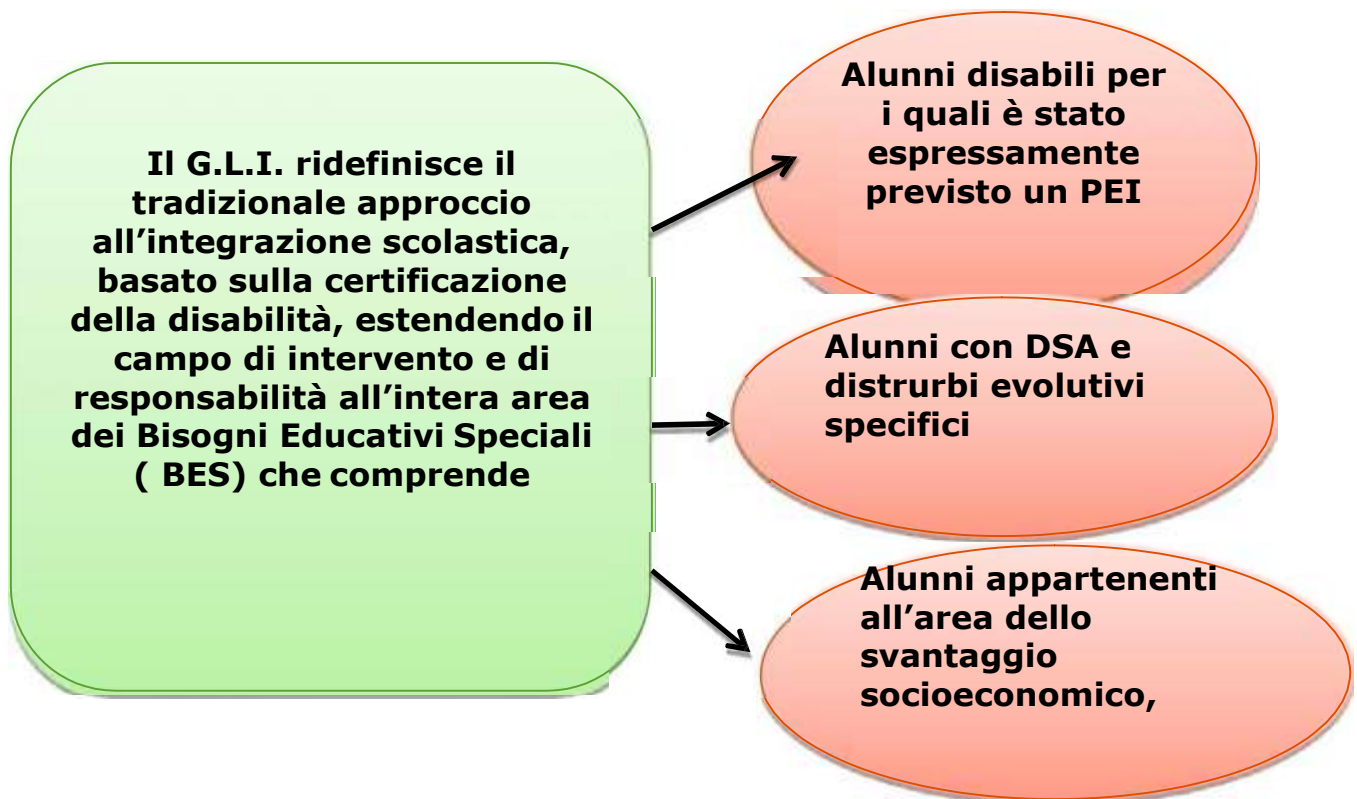 Il G.L.I. ridefinisce il
tradizionale approccio
all’integrazione scolastica,
basato sulla certificazione
della disabilità, estendendo il
campo di intervento e di
responsabilità all’intera area
dei Bisogni Educativi Speciali
( BES) che comprende
Alunni disabili per
i quali è stato
espressamente
previsto un PEI
Alunni con DSA e
distrurbi evolutivi
specifici
Alunni appartenenti
all’area dello
svantaggio
socioeconomico,